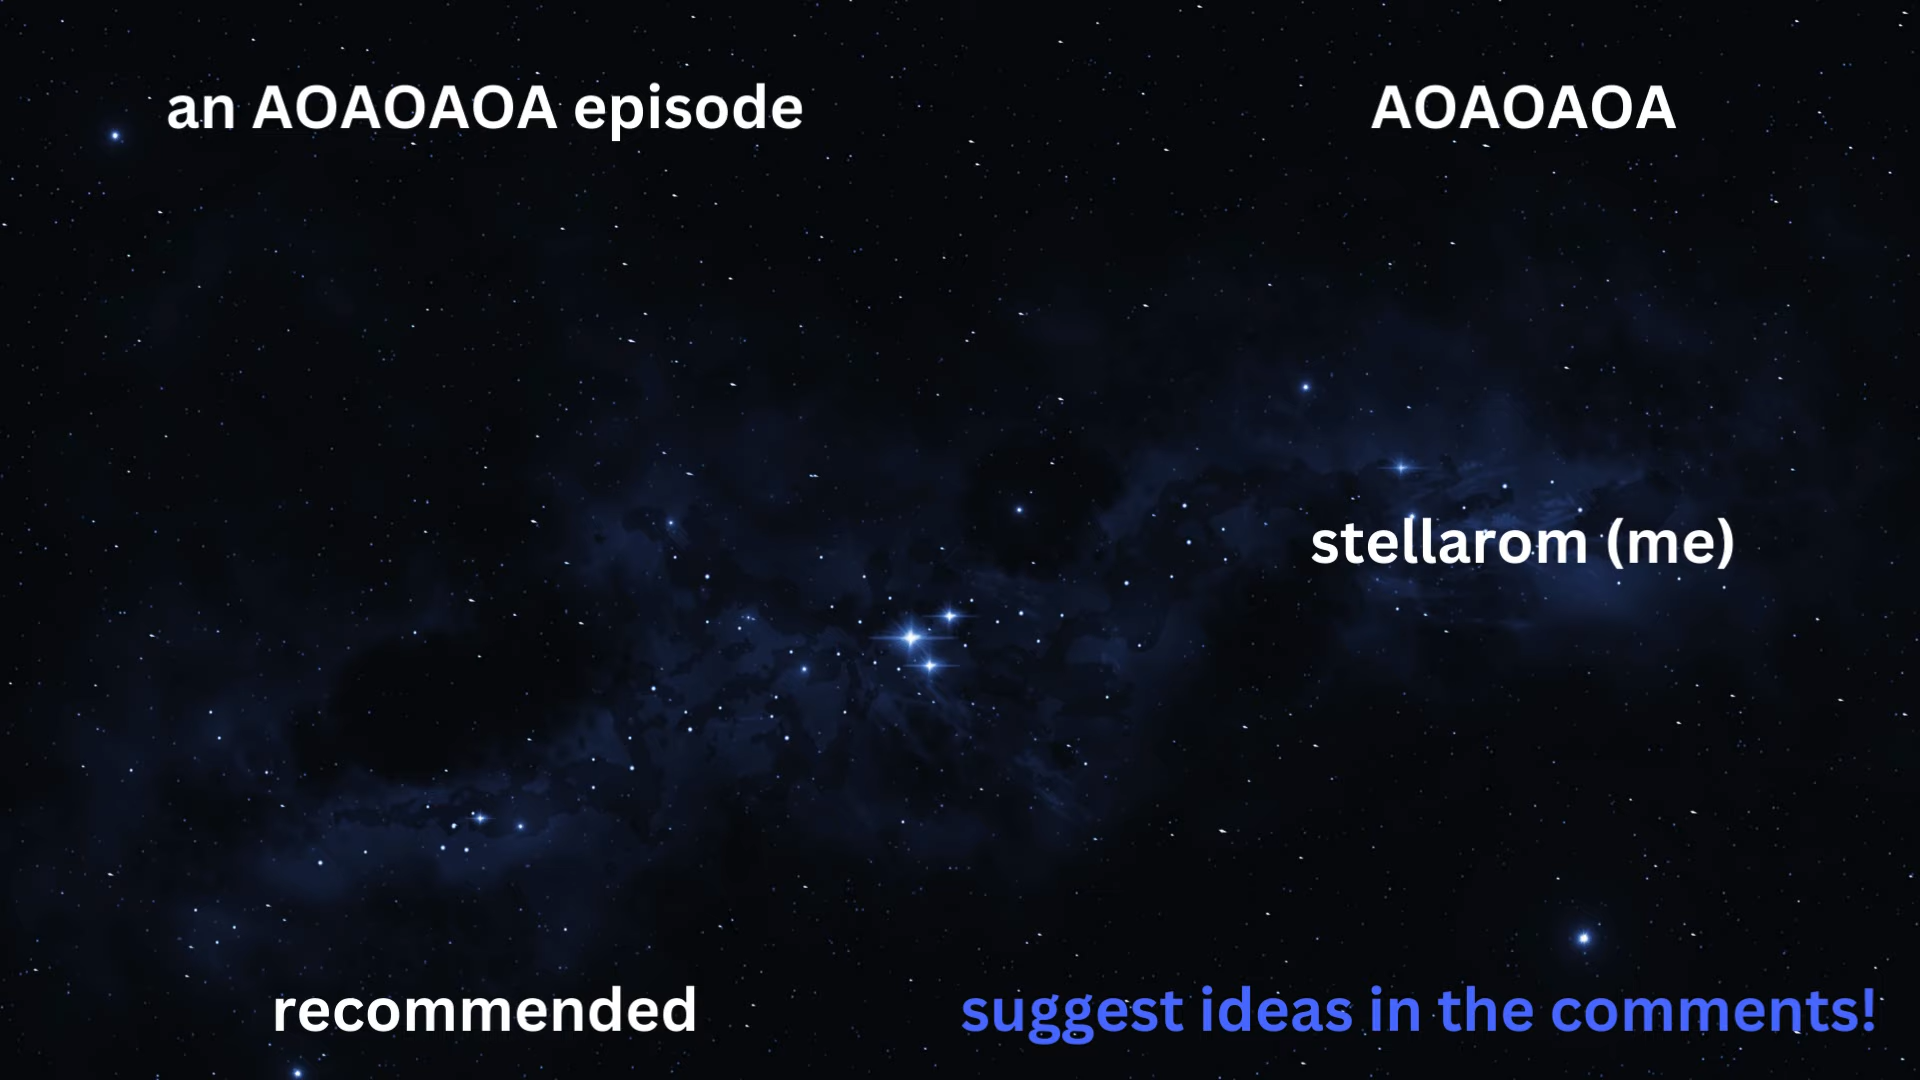 an AOAOAOA episode
AOAOAOA
stellarom (me)
recommended
suggest ideas in the comments!